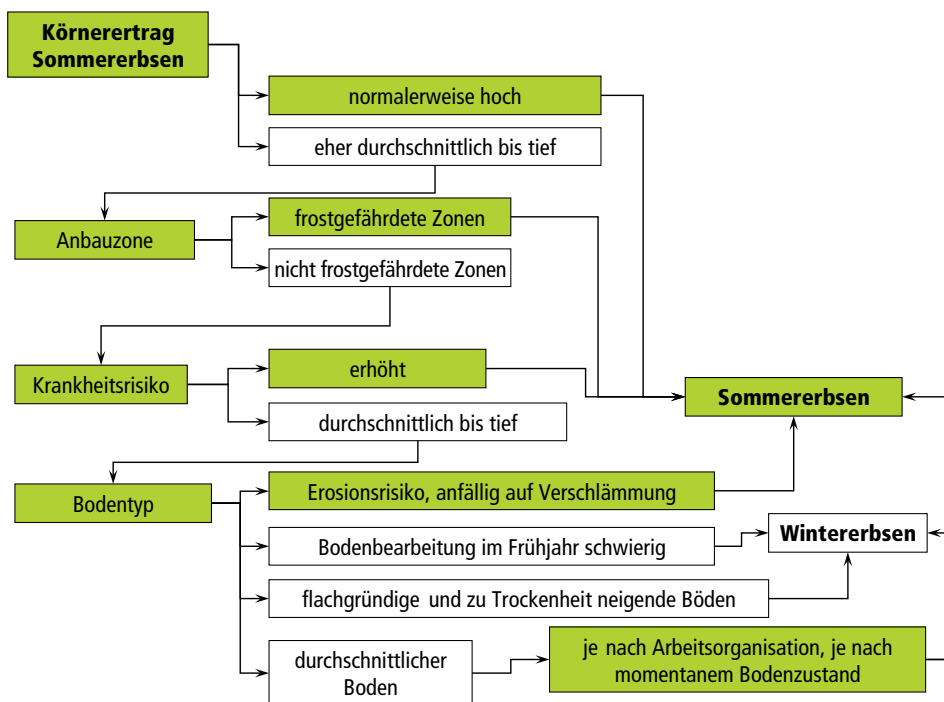 Körnerertrag
Sommererbsen
normalerweise hoch
eher durchschnittlich bis tief
Anbauzone
frostgefährdete Zonen
nicht frostgefährdete Zonen
Krankheitsrisiko
erhöht
durchschnittlich bis tief
Sommererbsen
Bodentyp
Erosionsrisiko, anfällig auf Verschlämmung
Bodenbearbeitung im Frühjahr schwierig
Wintererbsen
flachgründige und zu Trockenheit neigende Böden
durchschnittlicher
Boden
je nach Arbeitsorganisation, je nach
momentanem Bodenzustand